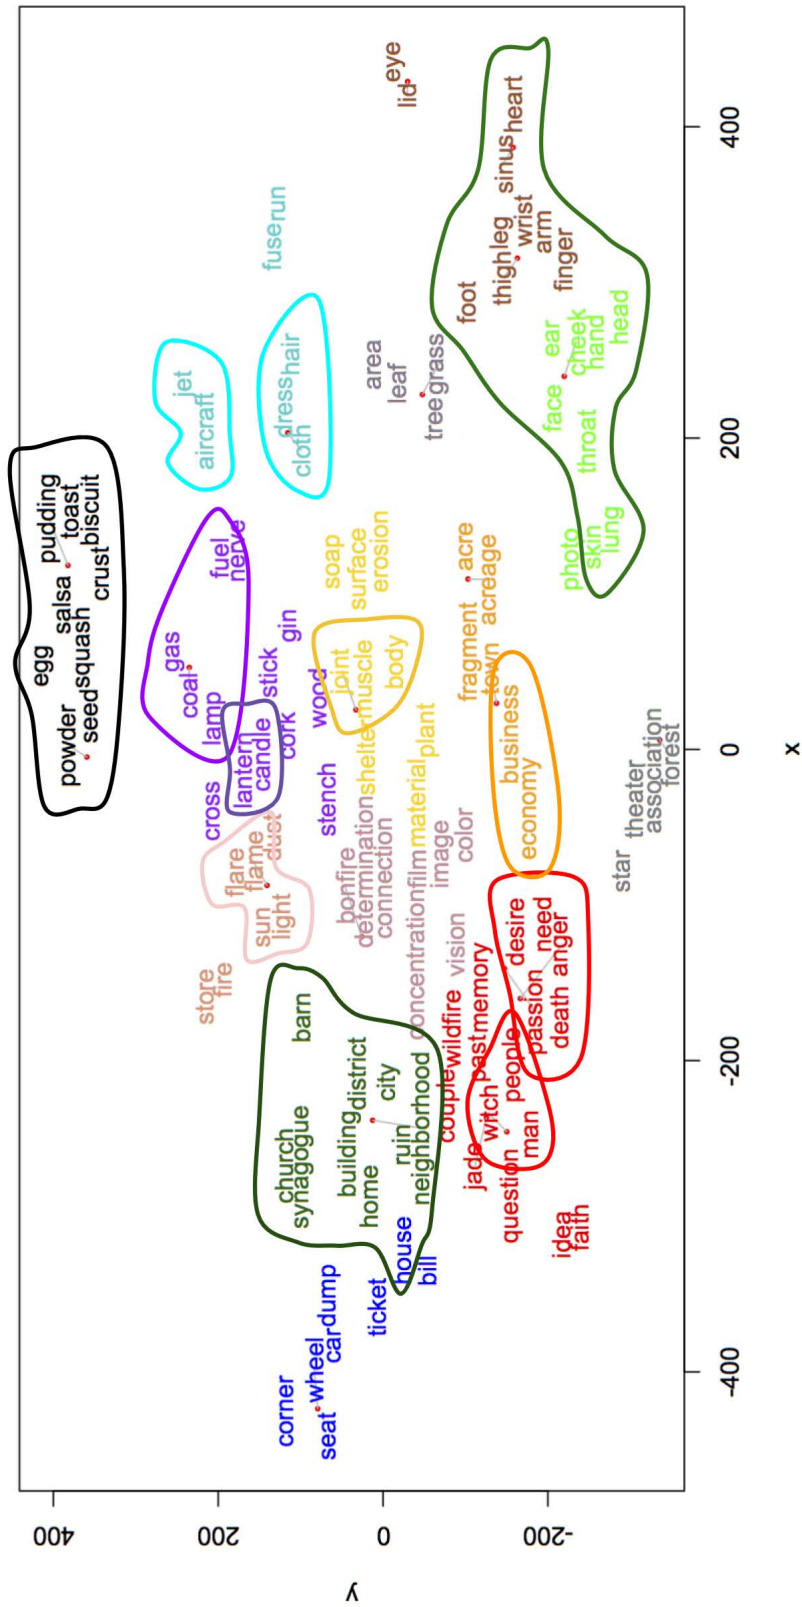 egg pudding
powder salsa toast
seed squash biscuit
crust
gas fuel
coal nerve
aircraft jet
store cross lamp
fire flare lantern stick fuse run
flame candle gin
sun dust cork
light
corner church barn
synagogue
cloth dress hair
seat wheel dump stench wood soap
car building bonfire joint surface
home district determination shelter muscle erosion
ticket city connection body
house ruin area leaf
bill neighborhood concentration film material plant
tree grass
eye
lid
couple wildfire vision image color
jade past memory fragment acre
witch town acreage
question people desire business
man passion need economy
death anger
idea
faith
foot
thigh leg sinus heart
wrist
arm
finger
face ear
photo throat cheek
skin hand
lung head
star theater
association
forest
y
400
200
0
-200
-400
-200
0
200
400
x